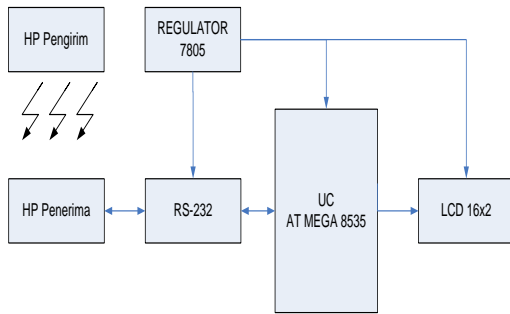 HP Pengirim
REGULATOR
7805
HP Penerima
RS-232
UC
AT MEGA 8535
LCD 16x2